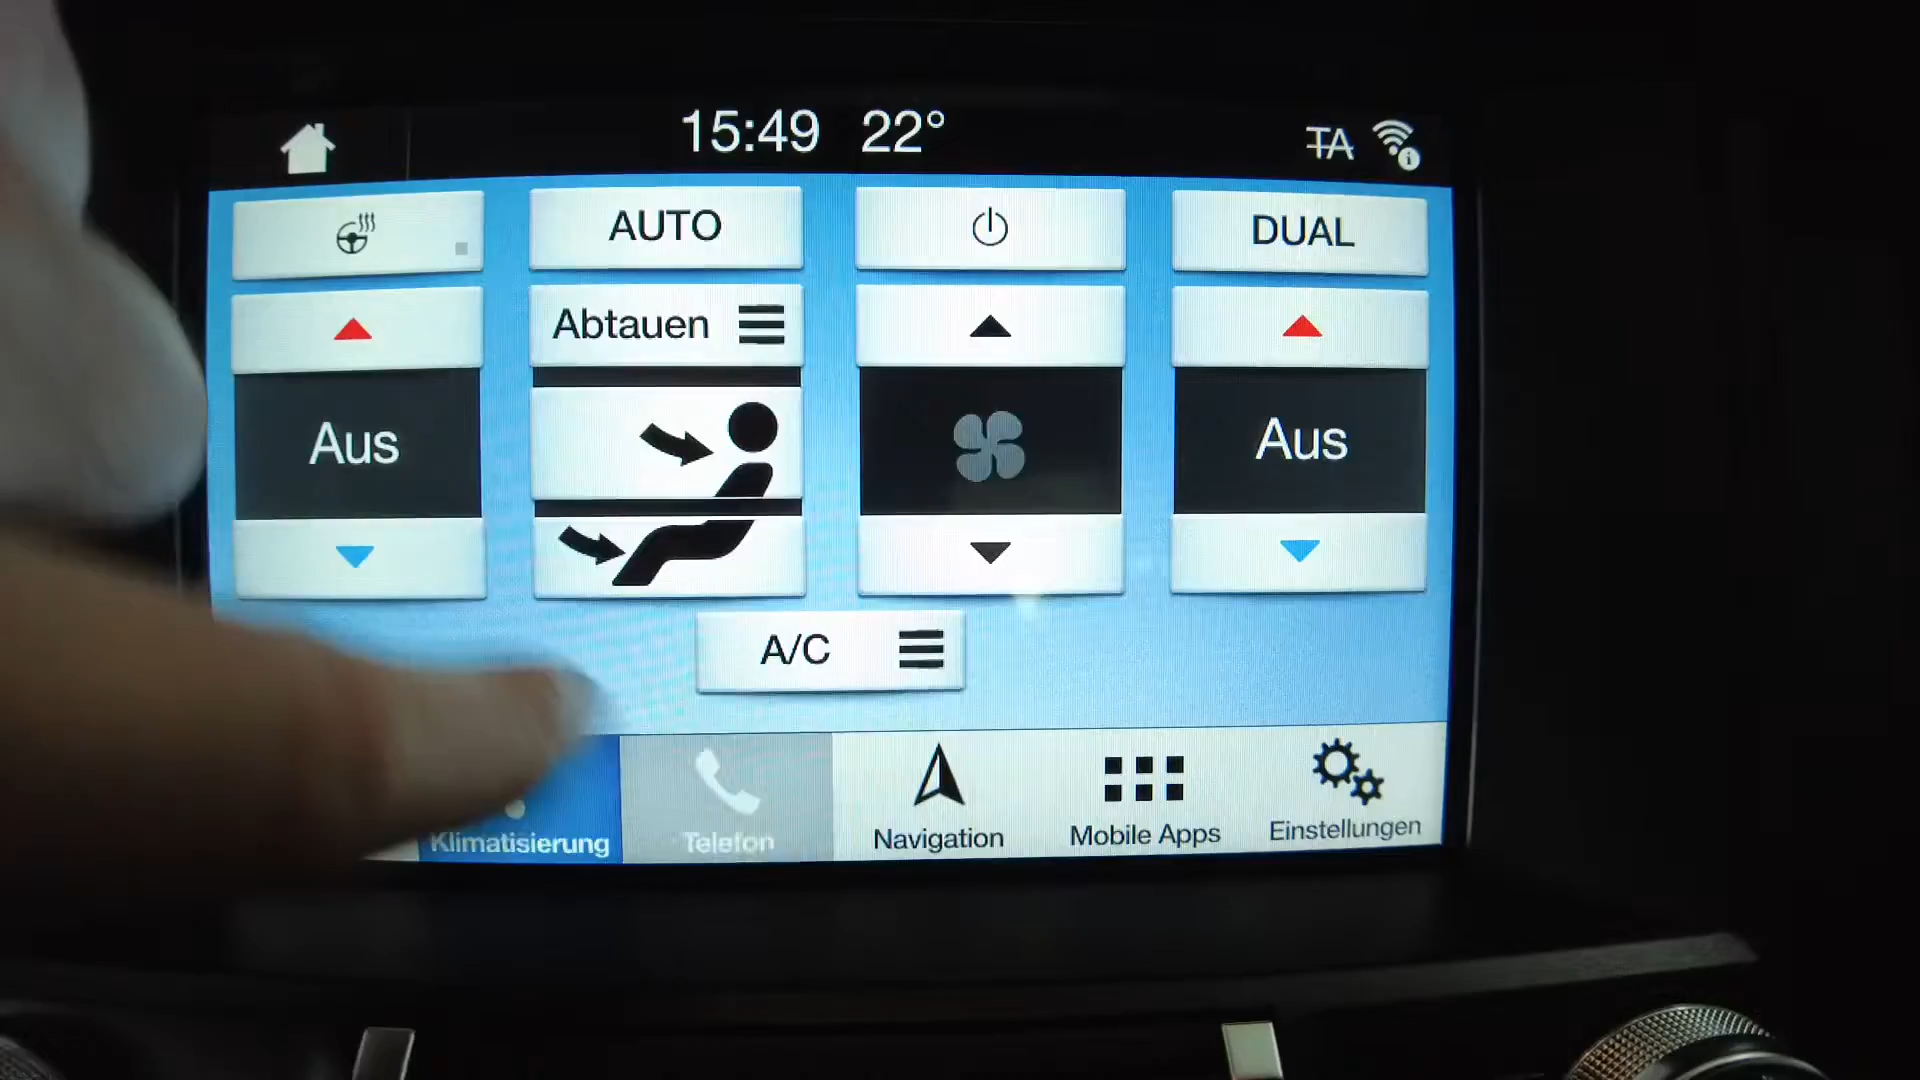 15:49 22°
TA
AUTO
DUAL
Abtauen
Aus
Aus
A/C
Klimatisierung
Telefon
Navigation
Mobile Apps
Einstellungen